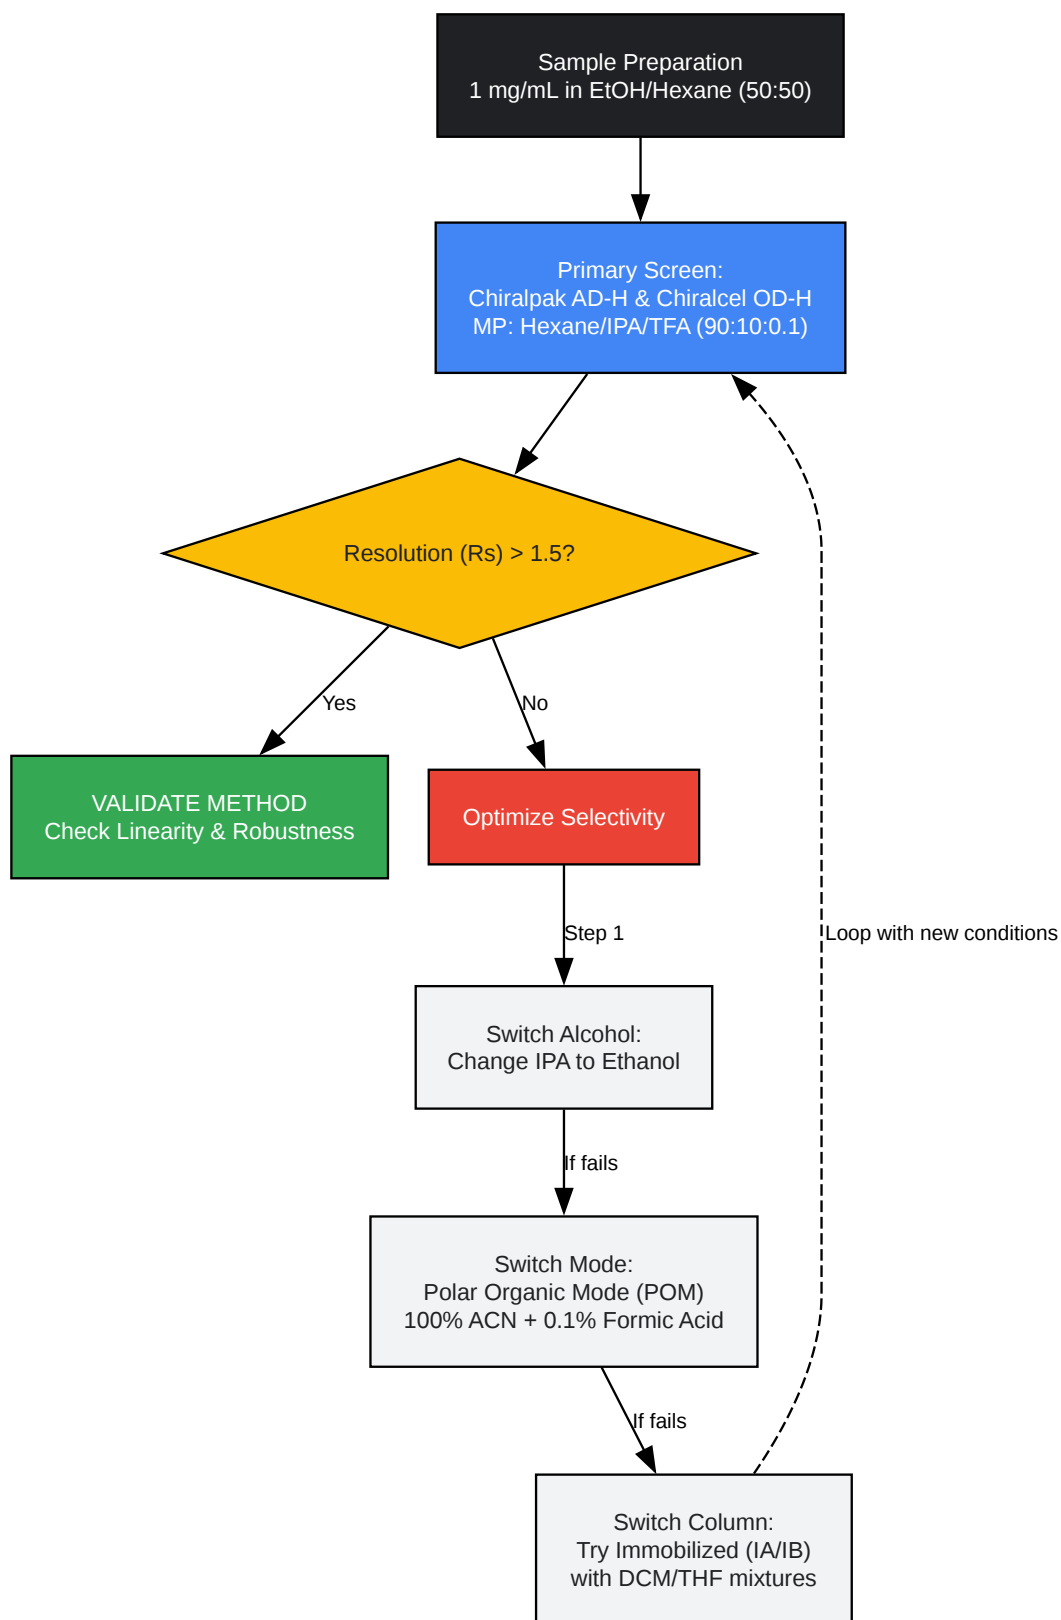 Sample Preparation
1 mg/mL in EtOH/Hexane (50:50)
Primary Screen:
Chiralpak AD-H & Chiralcel OD-H
MP: Hexane/IPA/TFA (90:10:0.1)
Resolution (Rs) > 1.5?
Yes
No
VALIDATE METHOD
Check Linearity & Robustness
Optimize Selectivity
Step 1
Loop with new conditions
Switch Alcohol:
Change IPA to Ethanol
If fails
Switch Mode:
Polar Organic Mode (POM)
100% ACN + 0.1% Formic Acid
If fails
Switch Column:
Try Immobilized (IA/IB)
with DCM/THF mixtures